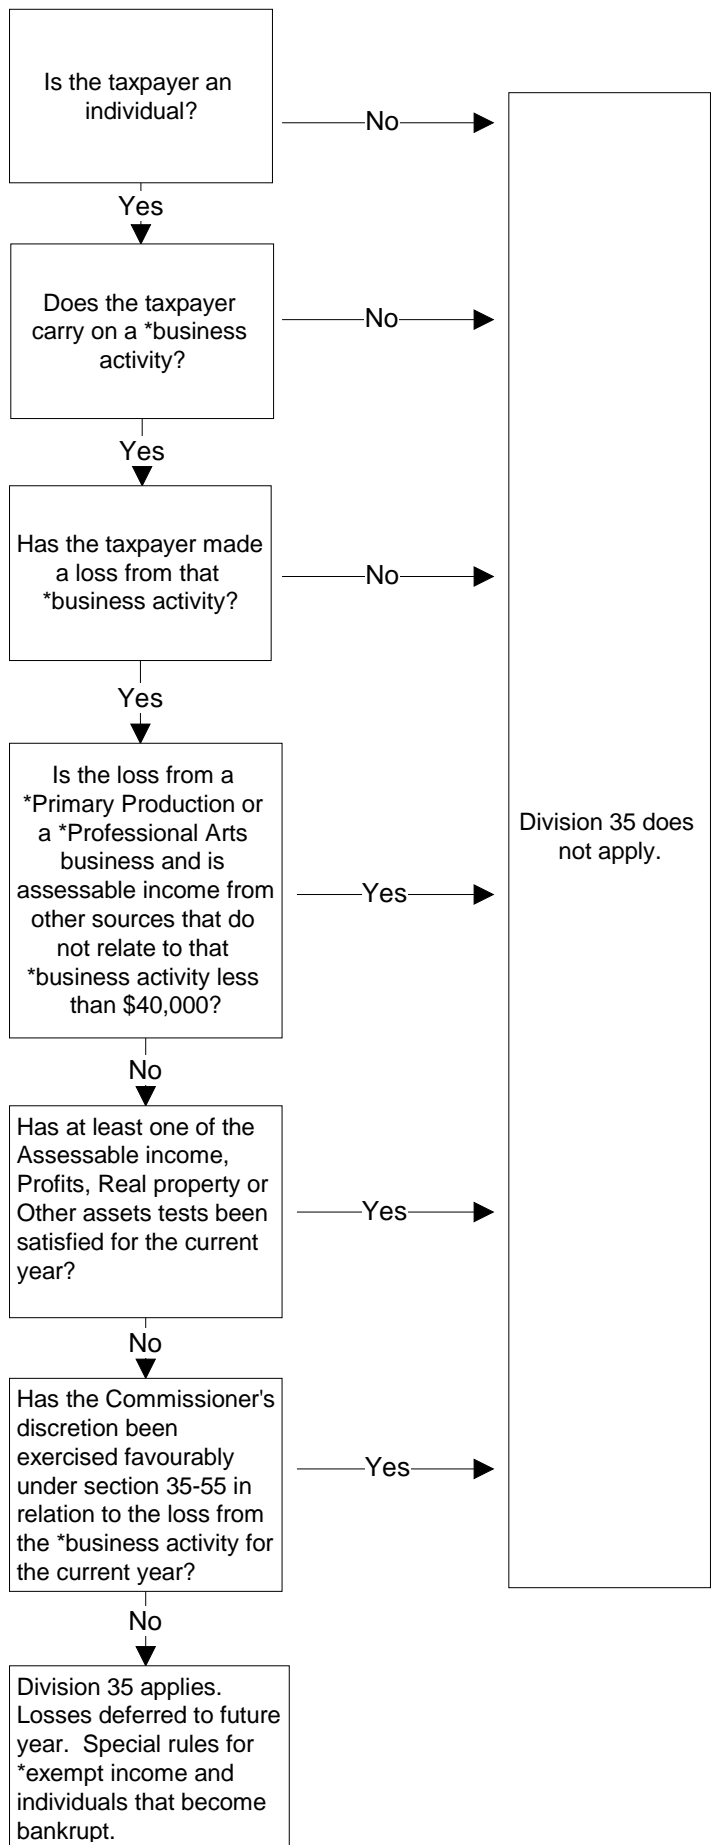 Is the taxpayer an
individual?
No
Yes
Does the taxpayer
carry on a *business
activity?
No
Yes
Has the taxpayer made
a loss from that
*business activity?
No
Yes
Is the loss from a
*Primary Production or
a *Professional Arts
business and is
assessable income from
other sources that do
not relate to that
*business activity less
than $40,000?
Yes
Division 35 does
not apply.
No
Has at least one of the
Assessable income,
Profits, Real property or
Other assets tests been
satisfied for the current
year?
Yes
No
Has the Commissioner's
discretion been
exercised favourably
under section 35-55 in
relation to the loss from
the *business activity for
the current year?
Yes
No
Division 35 applies.
Losses deferred to future
year.  Special rules for
*exempt income and
individuals that become
bankrupt.